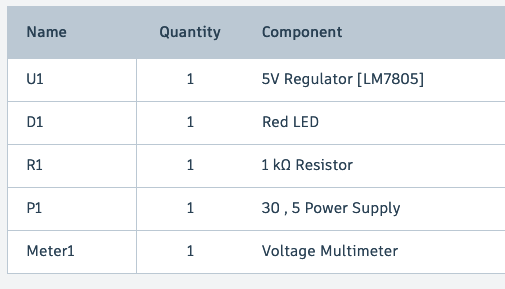 Name Quantity Component
U1 1 5V Regulator [LM7805]
D1 1 Red LED
R1 1 1 kΩ Resistor
P1 1 30 , 5 Power Supply
Meter1 1 Voltage Multimeter